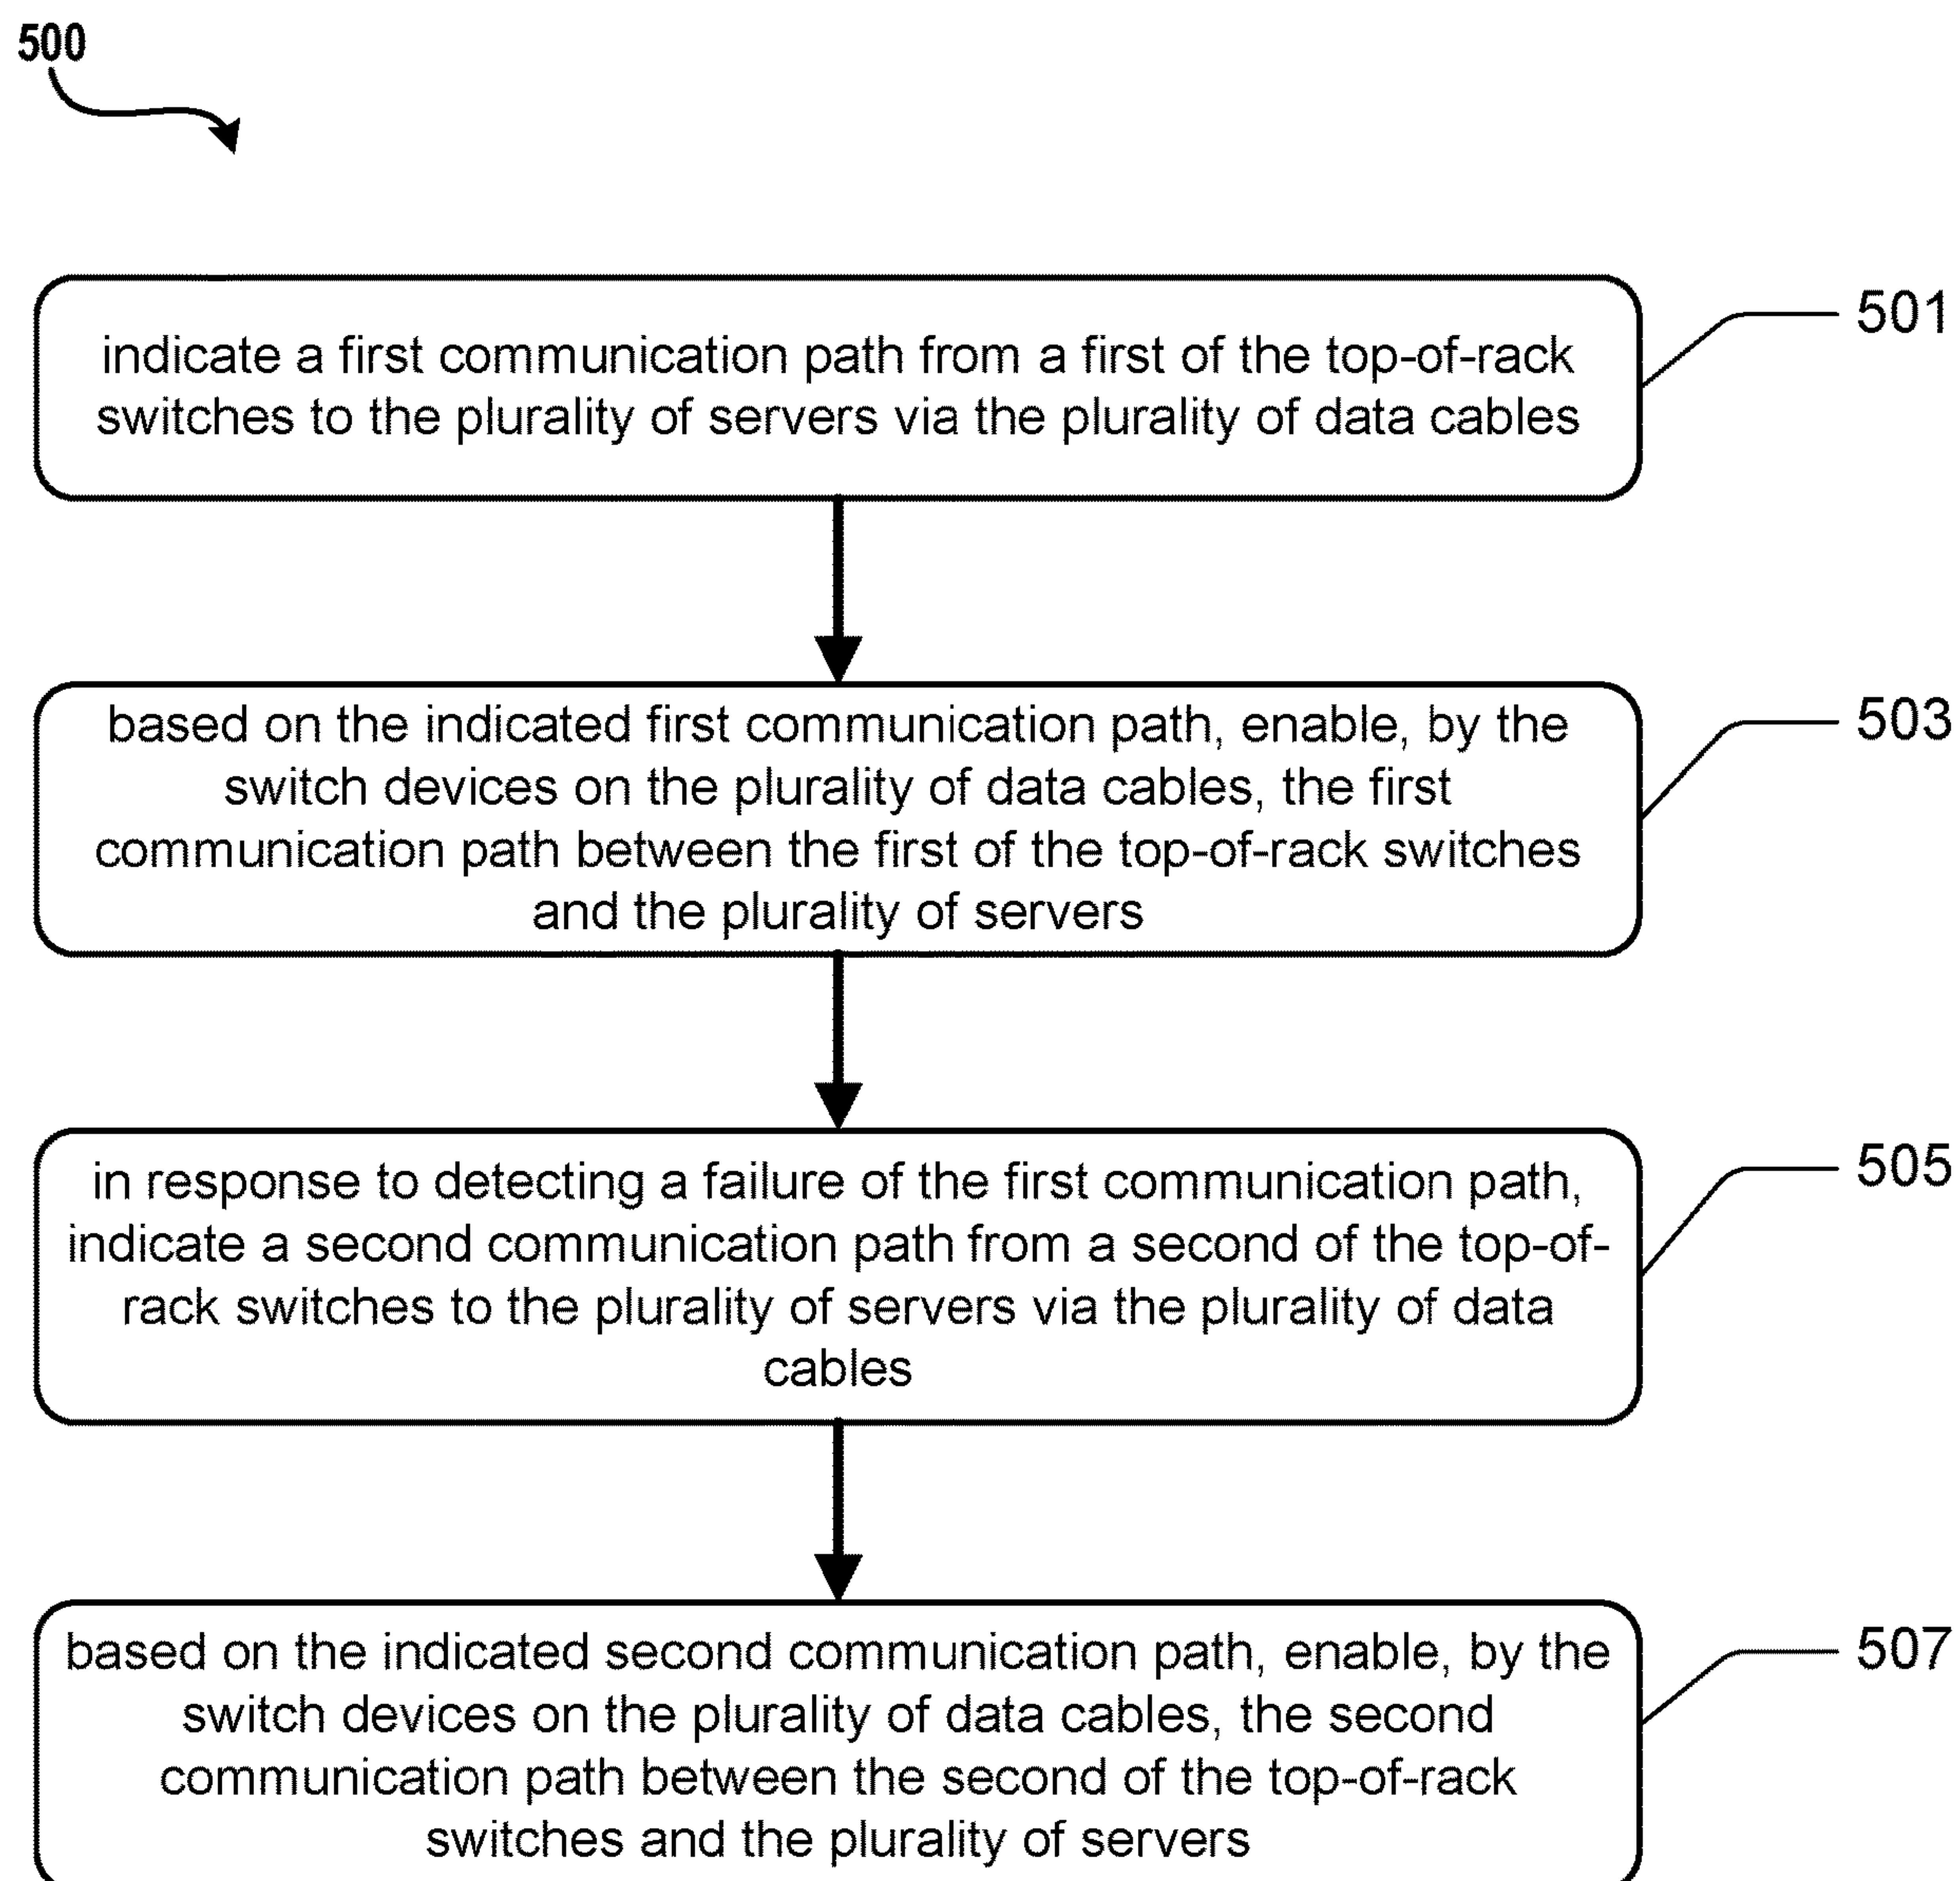 500
indicate a first communication path from a first of the top-of-rack
switches to the plurality of servers via the plurality of data cables
501
based on the indicated first communication path, enable, by the
switch devices on the plurality of data cables, the first
communication path between the first of the top-of-rack switches
and the plurality of servers
503
in response to detecting a failure of the first communication path,
indicate a second communication path from a second of the top-of-
rack switches to the plurality of servers via the plurality of data
cables
505
based on the indicated second communication path, enable, by the
switch devices on the plurality of data cables, the second
communication path between the second of the top-of-rack
switches and the plurality of servers
507